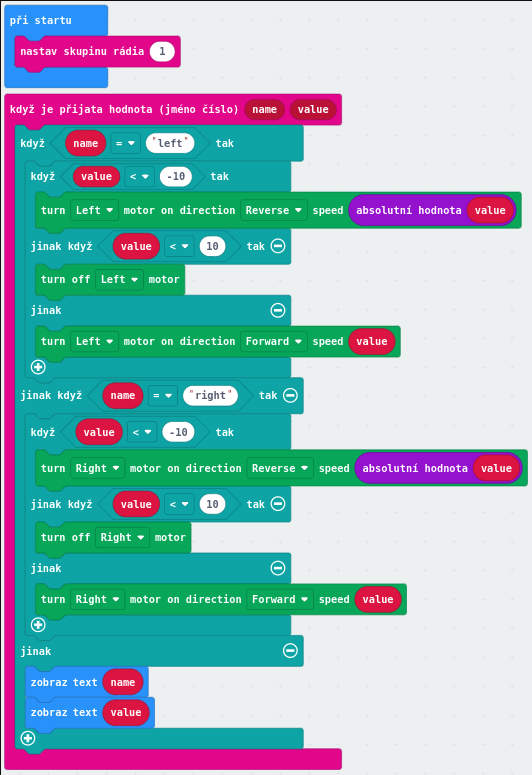 při startu
nastav skupinu rádia 1
když je přijata hodnota (jméno číslo) name value
když name = "left" tak
když value < -10 tak
turn Left motor on direction Reverse speed absolutní hodnota value
jinak když value < 10 tak
turn off Left motor
jinak
turn Left motor on direction Forward speed value
jinak když name = "right" tak
když value < -10 tak
turn Right motor on direction Reverse speed absolutní hodnota value
jinak když value < 10 tak
turn off Right motor
jinak
turn Right motor on direction Forward speed value
jinak
zobraz text name
zobraz text value